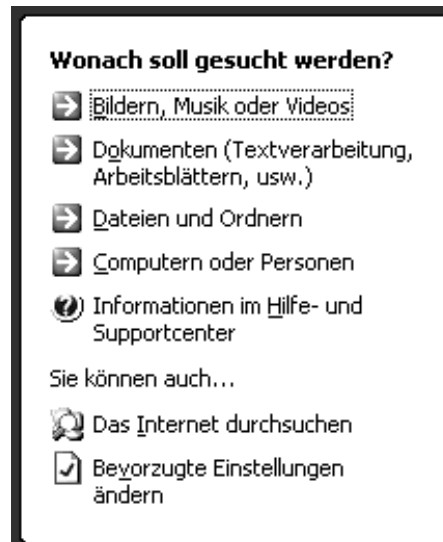 Wonach soll gesucht werden?
Bildern, Musik oder Videos
Dokumenten (Textverarbeitung,
Arbeitsblättern, usw.)
Dateien und Ordnern
Computern oder Personen
Informationen im Hilfe- und
Supportcenter
Sie können auch...
Das Internet durchsuchen
Bevorzugte Einstellungen
ändern